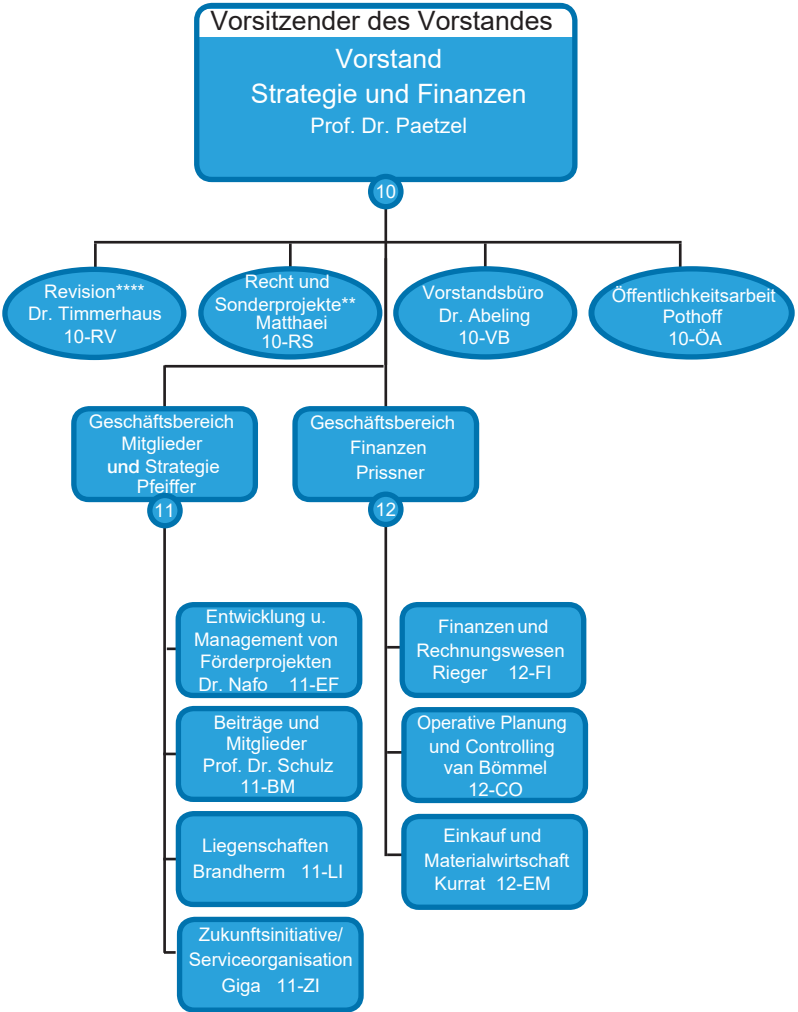 Vorsitzender des Vorstandes
Vorstand
Strategie und Finanzen
Prof. Dr. Paetzel
10
Revision****
Dr. Timmerhaus
10-RV
Recht und
Sonderprojekte**
Matthaei
10-RS
Vorstandsbüro
Dr. Abeling
10-VB
Öffentlichkeitsarbeit
Pothoff
10-ÖA
Geschäftsbereich
Mitglieder
und Strategie
Pfeiffer
11
Geschäftsbereich
Finanzen
Prissner
12
Entwicklung u.
Management von
Förderprojekten
Dr. Nafo 11-EF
Beiträge und
Mitglieder
Prof. Dr. Schulz
11-BM
Liegenschaften
Brandherm 11-LI
Zukunftsinitiative/
Serviceorganisation
Giga 11-ZI
Finanzen und
Rechnungswesen
Rieger 12-FI
Operative Planung
und Controlling
van Bömmel
12-CO
Einkauf und
Materialwirtschaft
Kurrat 12-EM